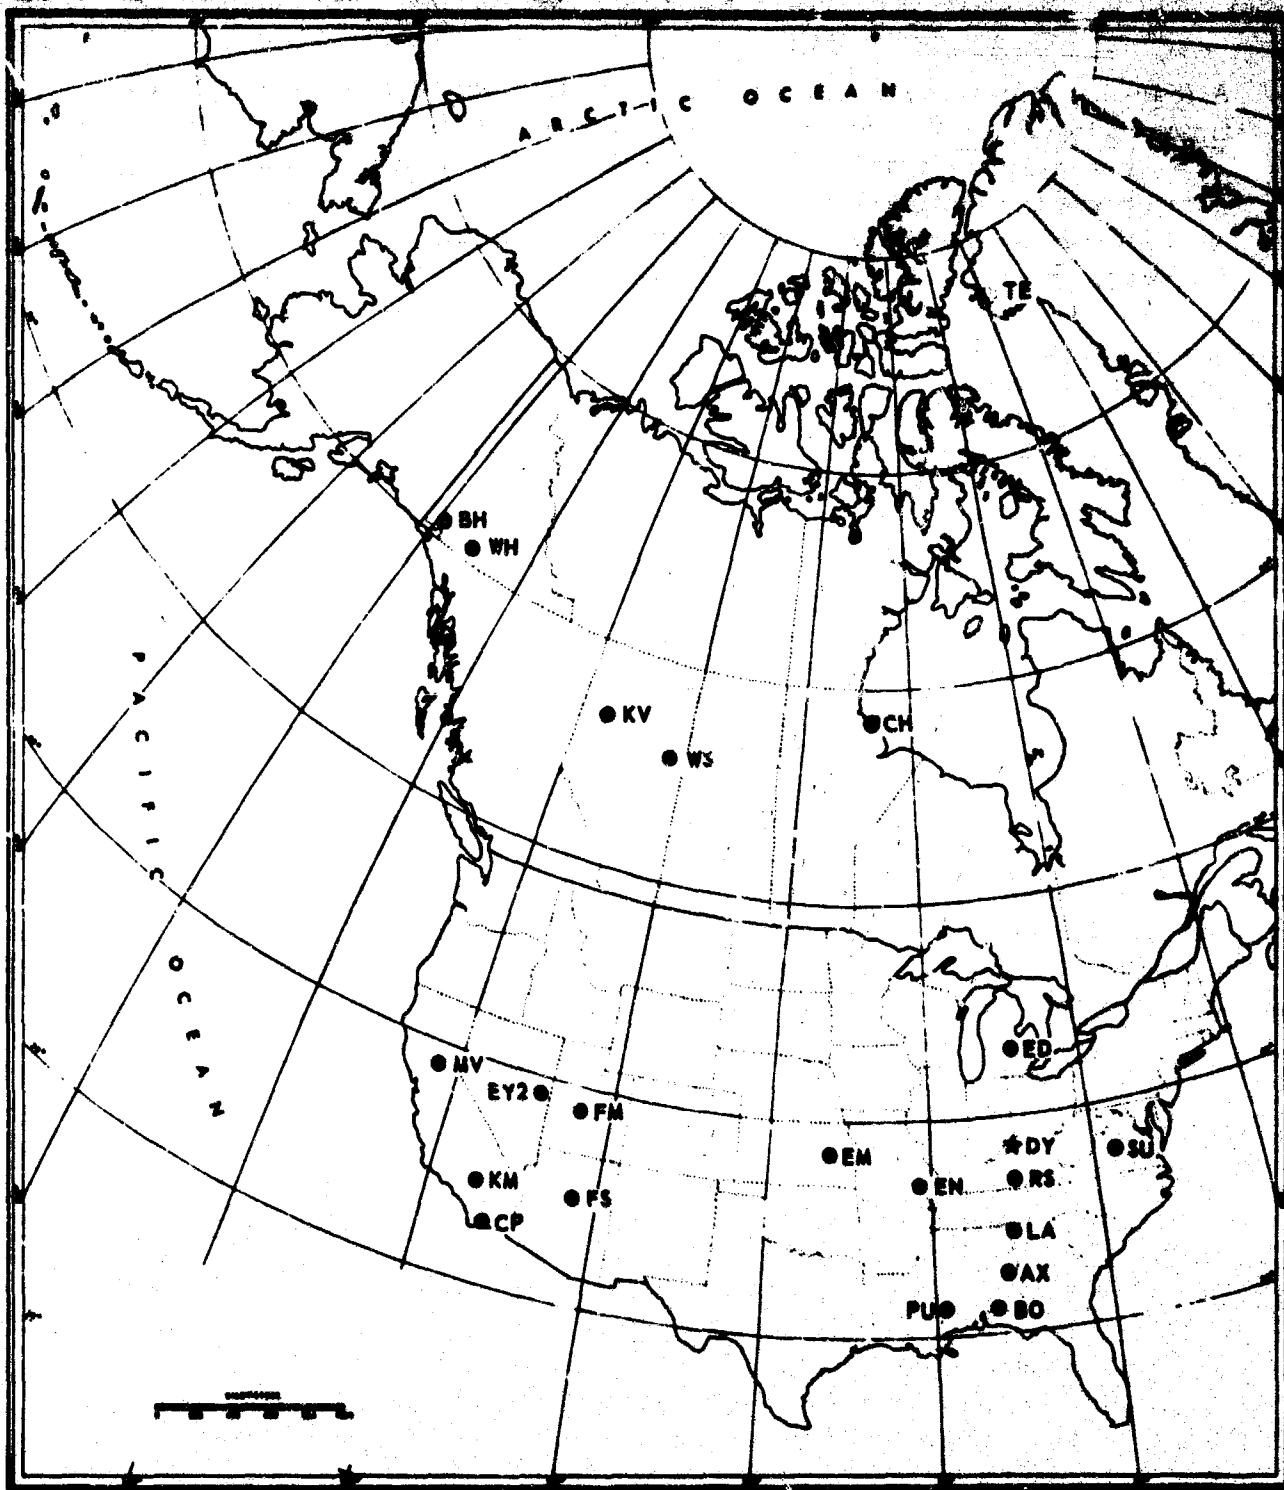 ARCTIC OCEAN
TE
BH
WH
PACIFIC OCEAN
KV
CH
WS
ED
MV
EY2
FM
DY
SU
EM
RS
EN
KM
FS
CP
LA
AX
PU
BO